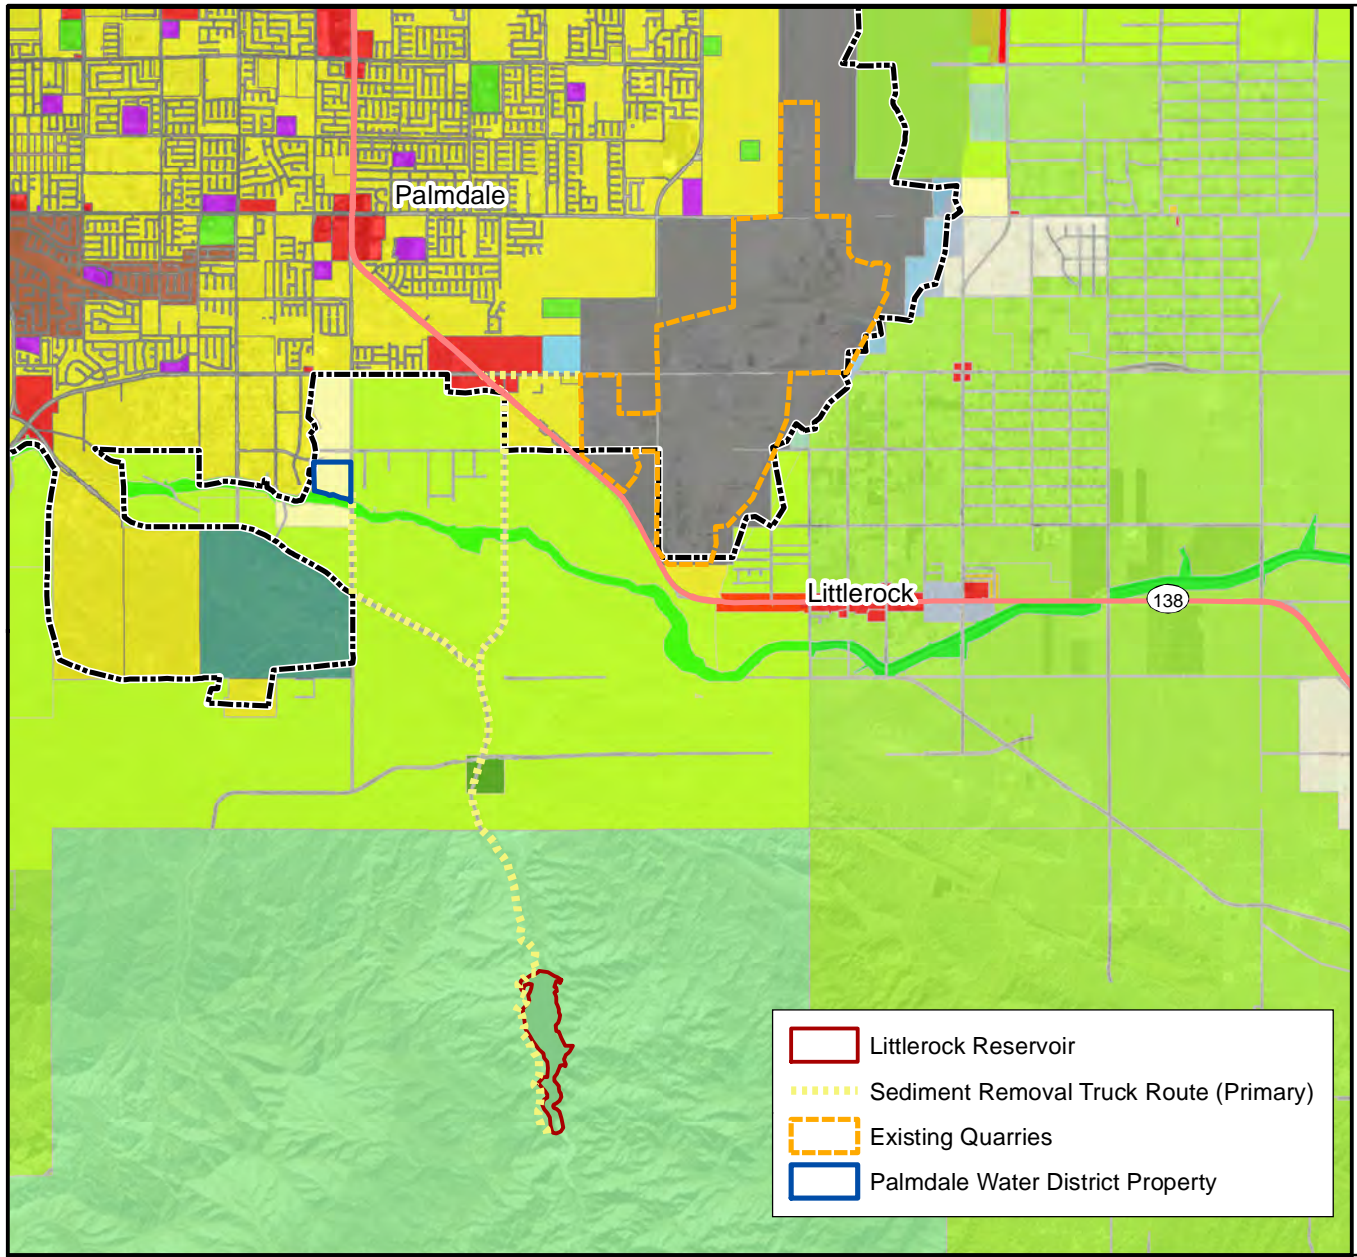 Palmdale
Littlerock
138
Littlerock Reservoir
Sediment Removal Truck Route (Primary)
Existing Quarries
Palmdale Water District Property